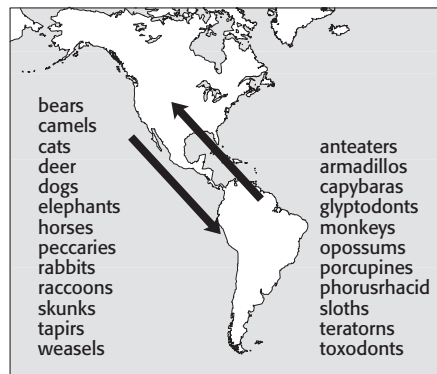 bears
camels
cats
deer
dogs
elephants
horses
peccaries
rabbits
raccoons
skunks
tapirs
weasels
anteaters
armadillos
capybaras
glyptodonts
monkeys
opossums
porcupines
phorusrhacid
sloths
teratorns
toxodonts